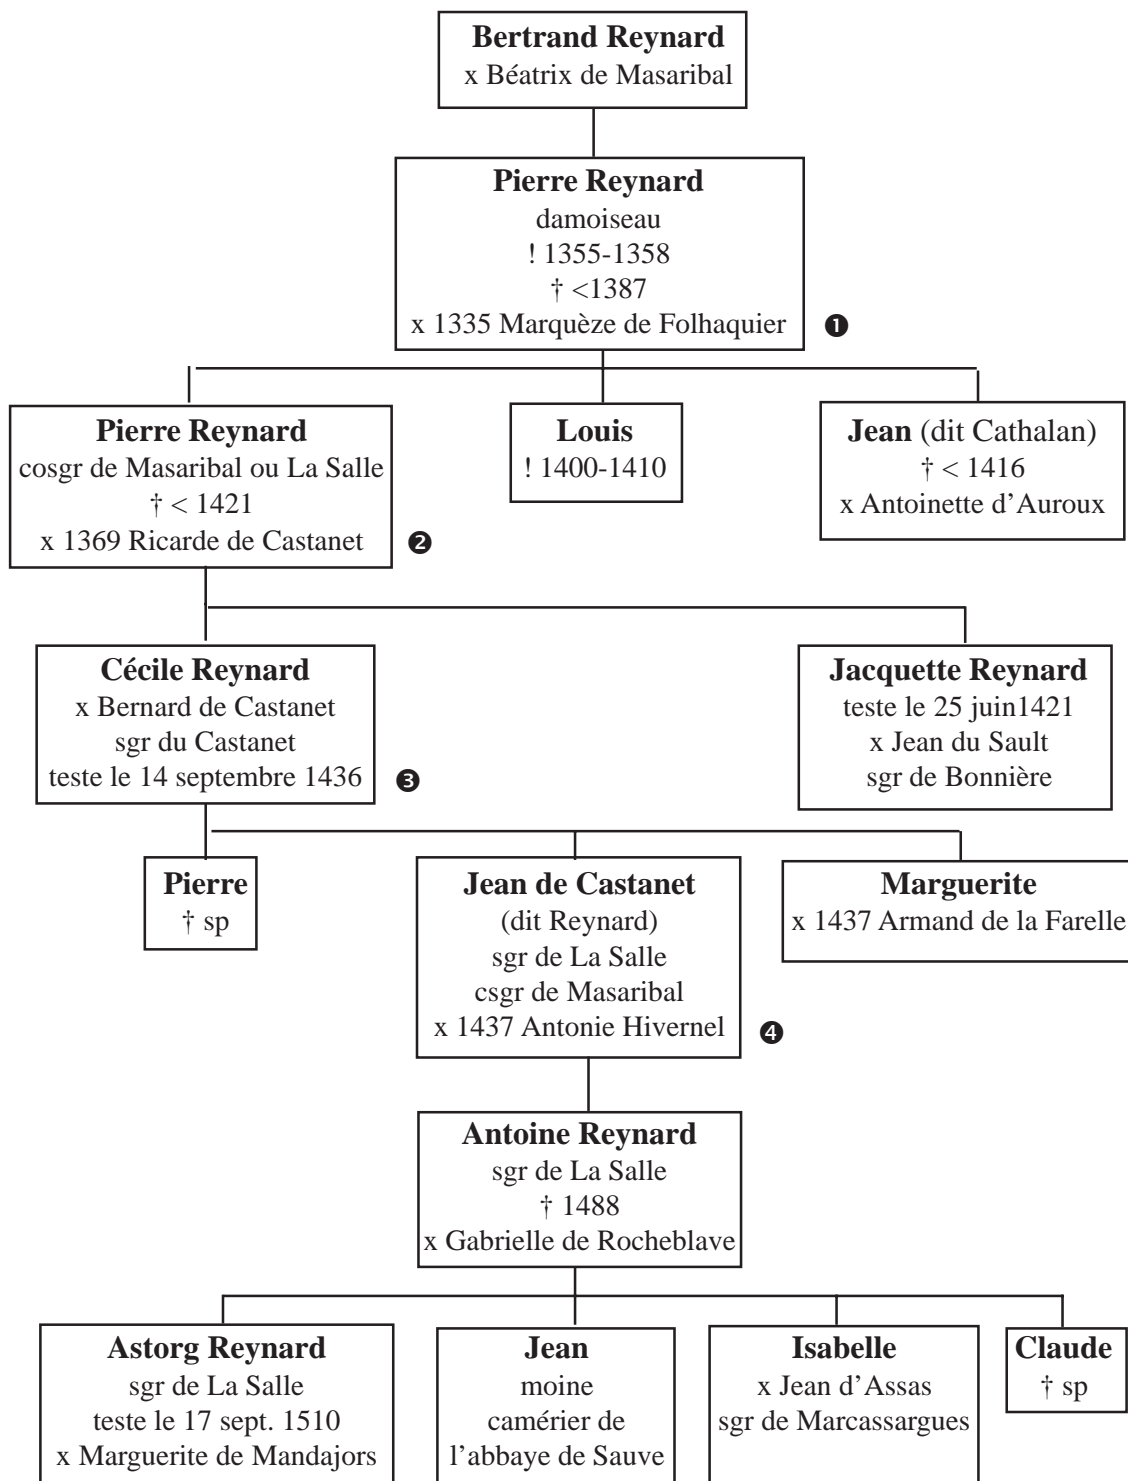 Bertrand Reynard
x Béatrix de Masaribal
Pierre Reynard
damoiseau
! 1355-1358
† <1387
x 1335 Marquèze de Folhaquier ❶
Pierre Reynard
cosgr de Masaribal ou La Salle
† < 1421
x 1369 Ricarde de Castanet ❷
Louis
! 1400-1410
Jean (dit Cathalan)
† < 1416
x Antoinette d’Auroux
Cécile Reynard
x Bernard de Castanet
sgr du Castanet
teste le 14 septembre 1436 ❸
Jacquette Reynard
teste le 25 juin1421
x Jean du Sault
sgr de Bonnière
Pierre
† sp
Jean de Castanet
(dit Reynard)
sgr de La Salle
csgr de Masaribal
x 1437 Antonie Hivernel ❹
Marguerite
x 1437 Armand de la Farelle
Antoine Reynard
sgr de La Salle
† 1488
x Gabrielle de Rocheblave
Astorg Reynard
sgr de La Salle
teste le 17 sept. 1510
x Marguerite de Mandajors
Jean
moine
camérier de
l’abbaye de Sauve
Isabelle
x Jean d’Assas
sgr de Marcassargues
Claude
† sp